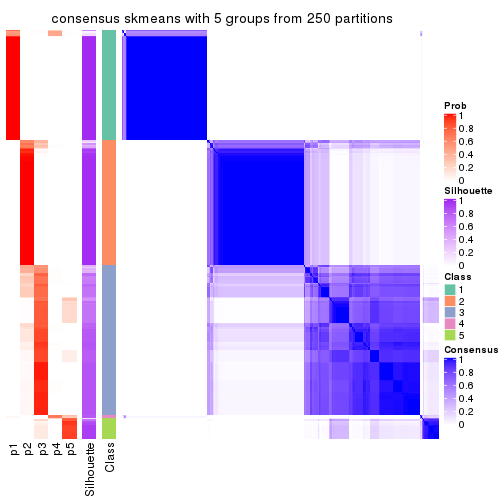 consensus skmeans with 5 groups from 250 partitions
Prob
1
0.8
0.6
0.4
0.2
0
Silhouette
1
0.8
0.6
0.4
0.2
0
Class
1
2
3
4
5
Consensus
1
0.8
0.6
0.4
0.2
0
p1
p2
p3
p4
p5
Silhouette
Class